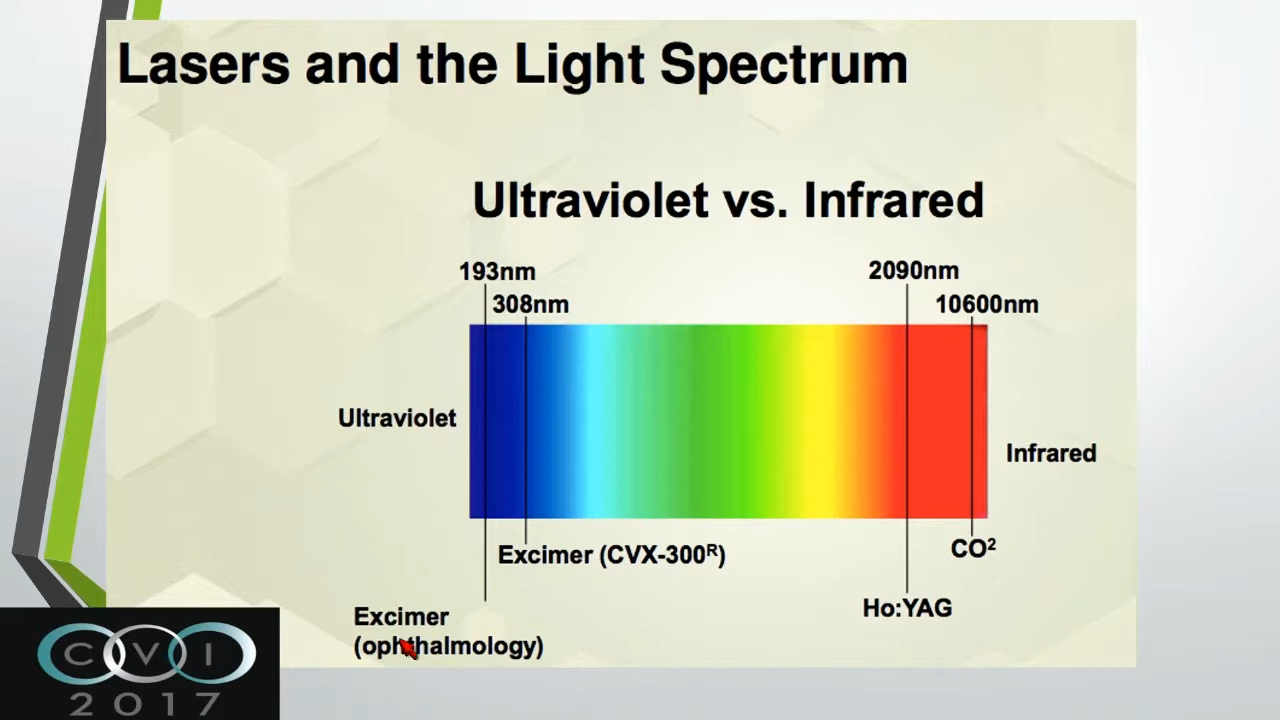 Lasers and the Light Spectrum
Ultraviolet vs. Infrared
193nm
2090nm
308nm
10600nm
Ultraviolet
Infrared
Excimer (CVX-300ᴿ)
CO²
Excimer
(ophthalmology)
Ho:YAG
CVI
2017